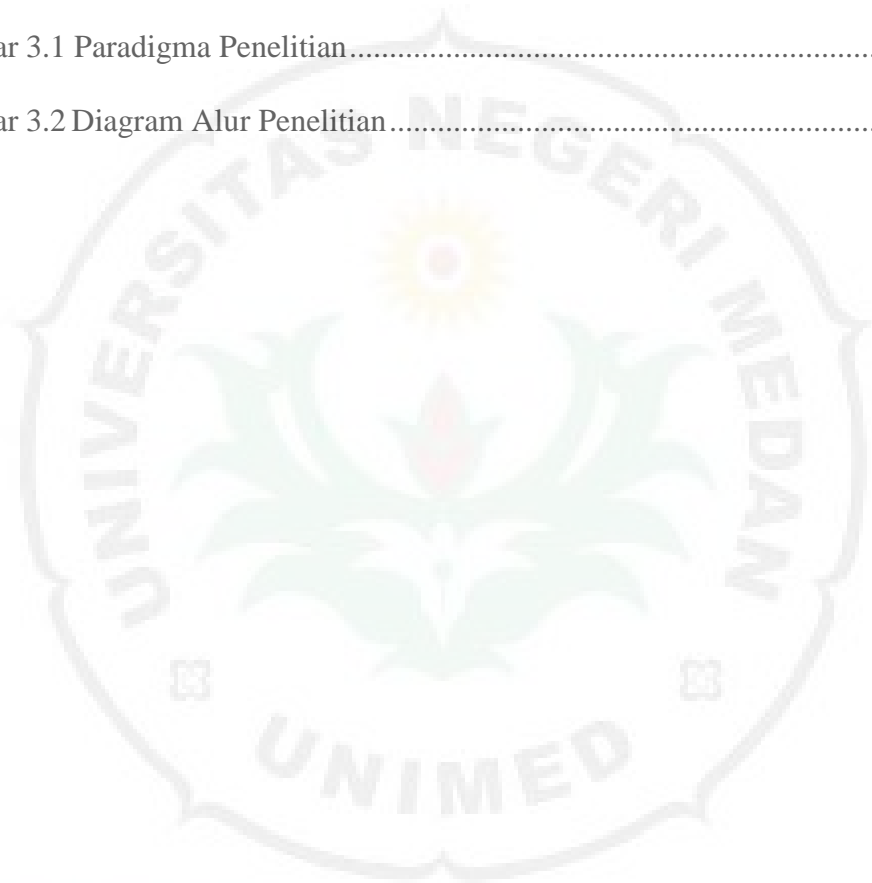 ar 3.1 Paradigma Penelitian..........................................................................
ar 3.2 Diagram Alur Penelitian.....................................................................
UNIVERSITAS NEGERI MEDAN
UNIMED